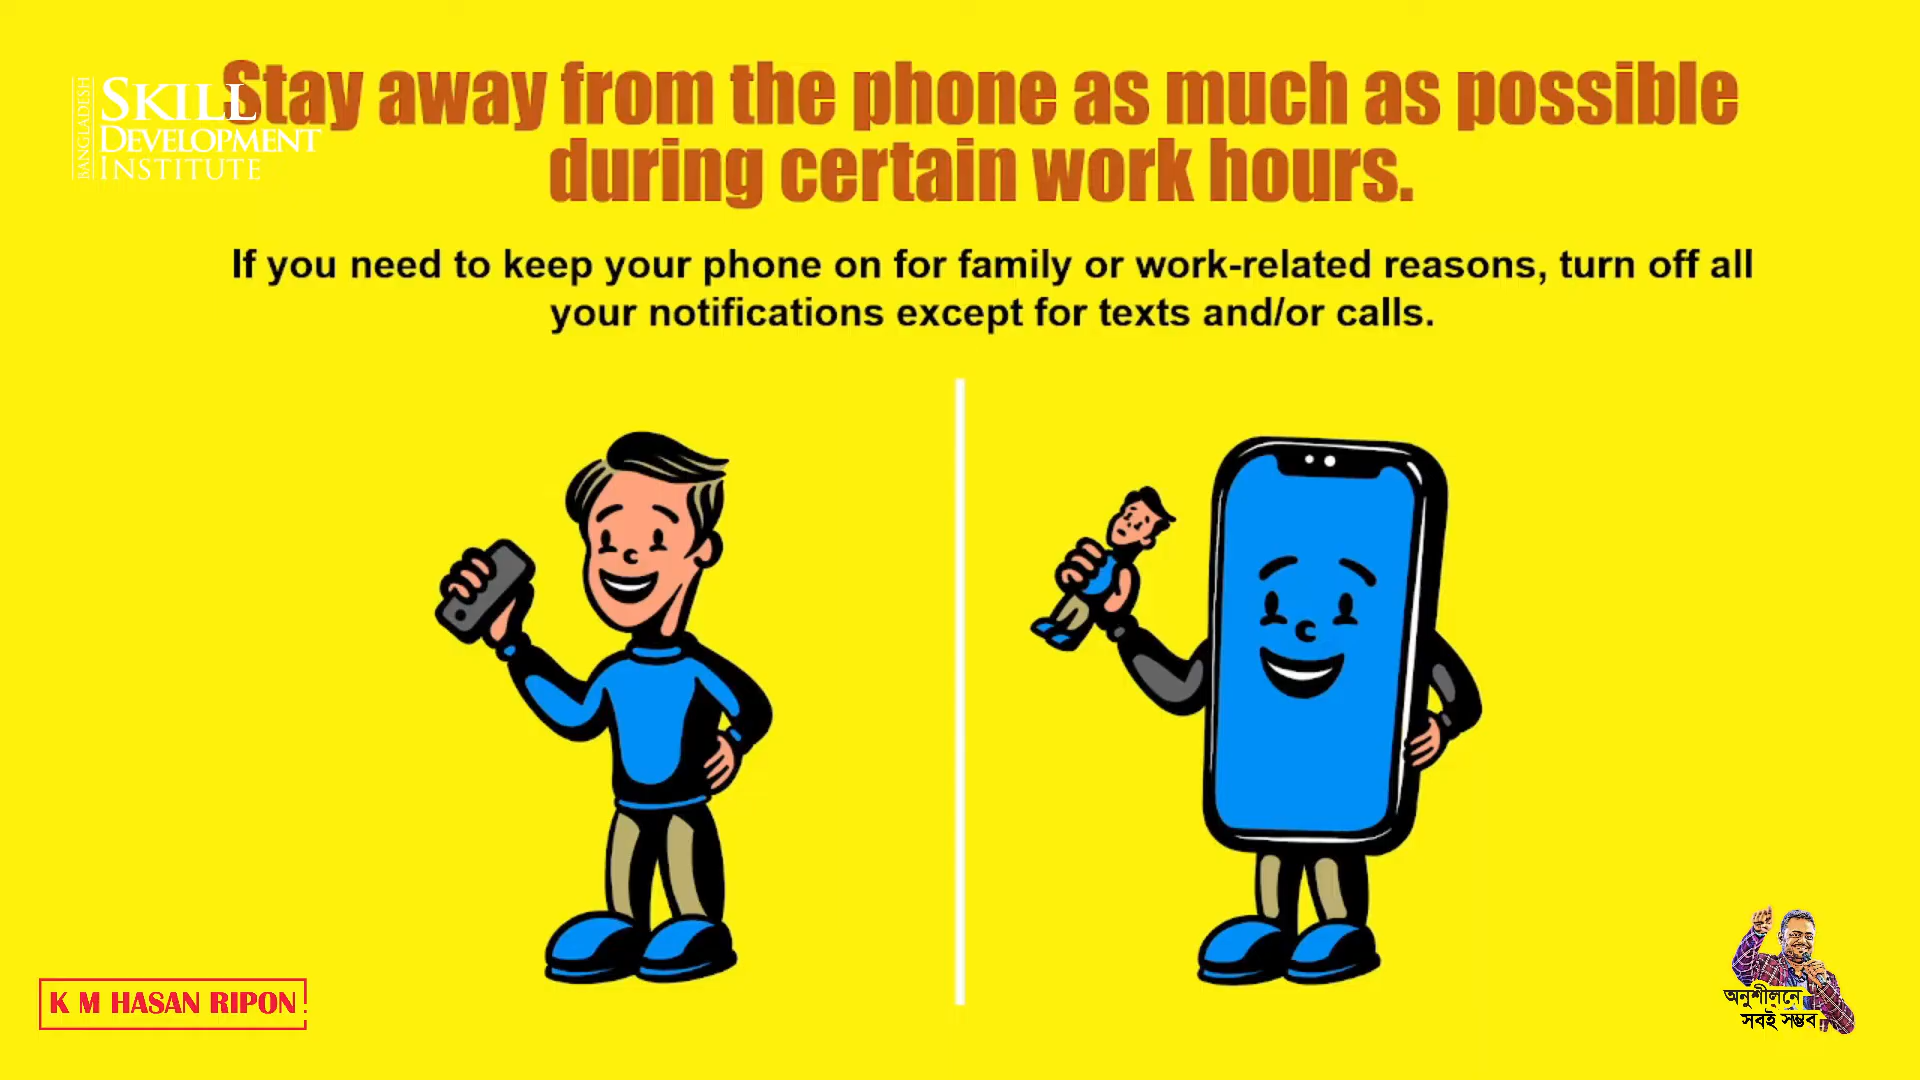 Stay away from the phone as much as possible
during certain work hours.
BANGLADESH
SKILL
DEVELOPMENT
INSTITUTE
If you need to keep your phone on for family or work-related reasons, turn off all
your notifications except for texts and/or calls.
K M HASAN RIPON
অনুশীলনে
সবই সম্ভব